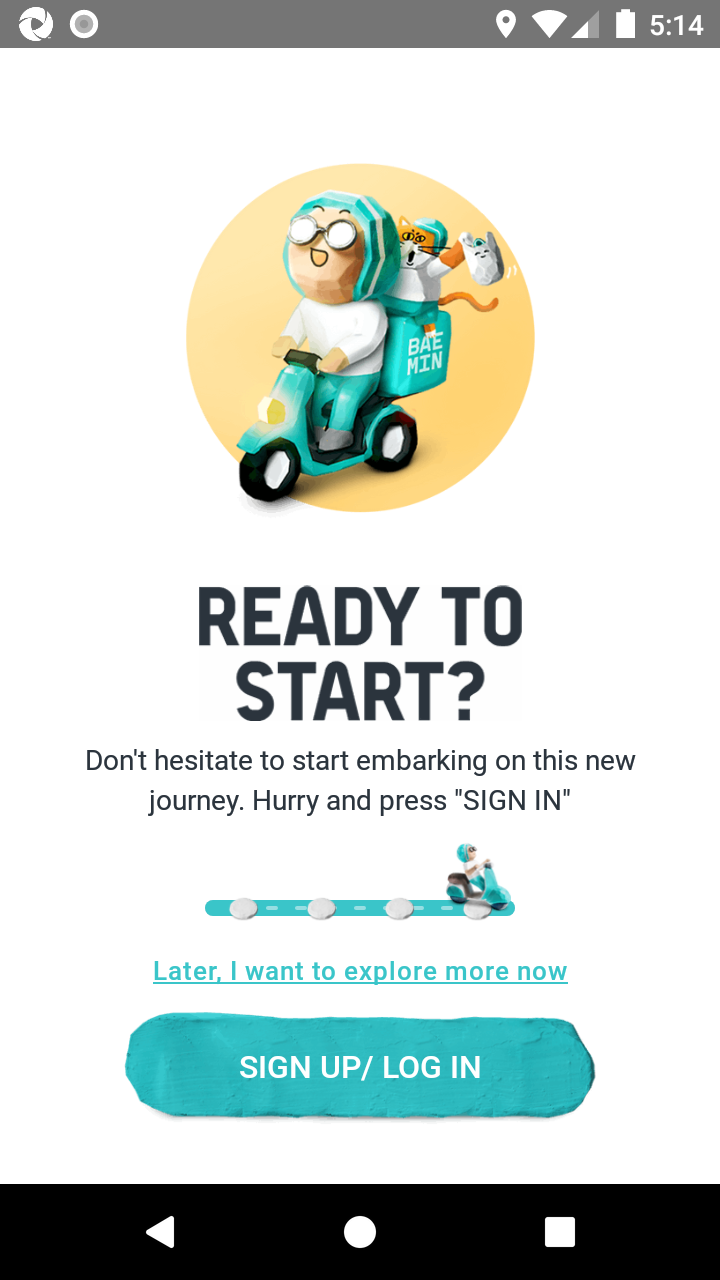 5:14
BAE
MIN
READY TO
START?
Don't hesitate to start embarking on this new
journey. Hurry and press "SIGN IN"
Later, I want to explore more now
SIGN UP/ LOG IN